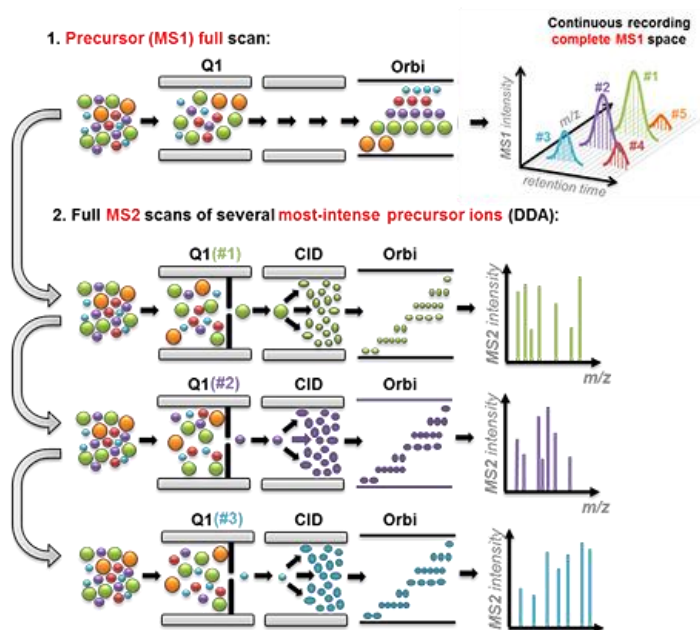 1. Precursor (MS1) full scan:
Continuous recording
complete MS1 space
Q1
Orbi
MS1 intensity
m/z
retention time
#1
#2
#3
#4
#5
2. Full MS2 scans of several most-intense precursor ions (DDA):
Q1(#1)
CID
Orbi
MS2 intensity
m/z
Q1(#2)
CID
Orbi
MS2 intensity
m/z
Q1(#3)
CID
Orbi
MS2 intensity